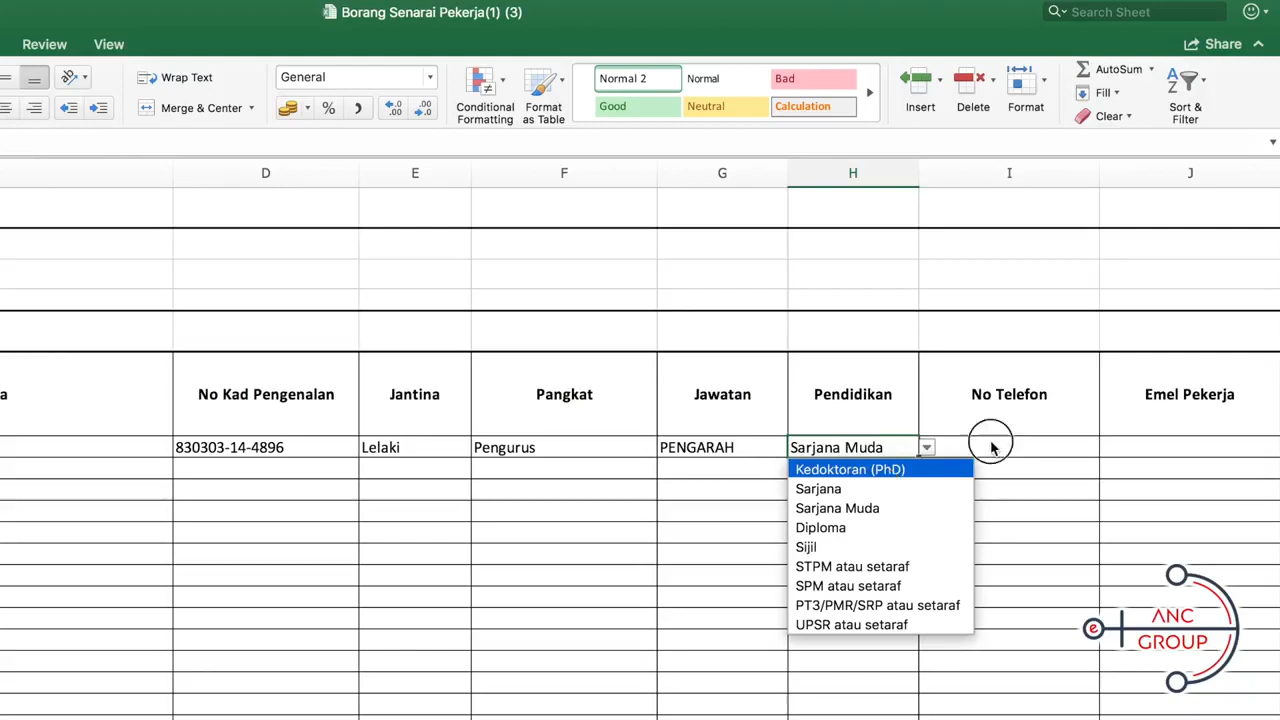 Borang Senarai Pekerja(1) (3)
Search Sheet
Review View
Share
Wrap Text
General
Normal 2 Normal Bad
AutoSum
Fill
Merge & Center
%
Conditional Formatting
Format as Table
Good Neutral Calculation
Insert Delete Format
Clear
Sort & Filter
D E F G H I J
a No Kad Pengenalan Jantina Pangkat Jawatan Pendidikan No Telefon Emel Pekerja
830303-14-4896 Lelaki Pengurus PENGARAH Sarjana Muda
Kedoktoran (PhD)
Sarjana
Sarjana Muda
Diploma
Sijil
STPM atau setaraf
SPM atau setaraf
PT3/PMR/SRP atau setaraf
UPSR atau setaraf
e ANC
GROUP